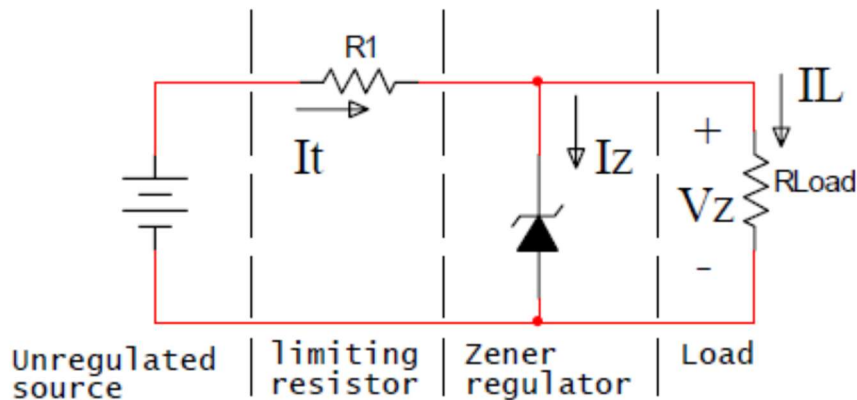 R1
It
Iz
IL
+
Vz
-
RLoad
Unregulated
source
limiting
resistor
Zener
regulator
Load